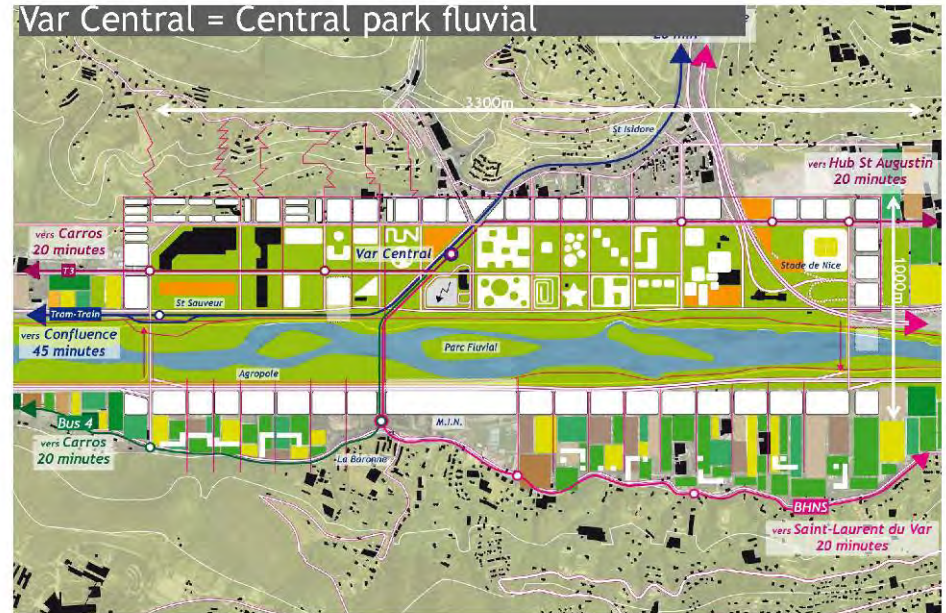 Var Central = Central park fluvial
3300m
St Isidore
vers Hub St Augustin
20 minutes
vers Carros
20 minutes
Var Central
T3
Stade de Nice
1000m
St Sauveur
Tram-Train
vers Confluence
45 minutes
Parc Fluvial
Agropole
Bus 4
M.I.N.
vers Carros
20 minutes
La Baronne
BHNS
vers Saint-Laurent du Var
20 minutes